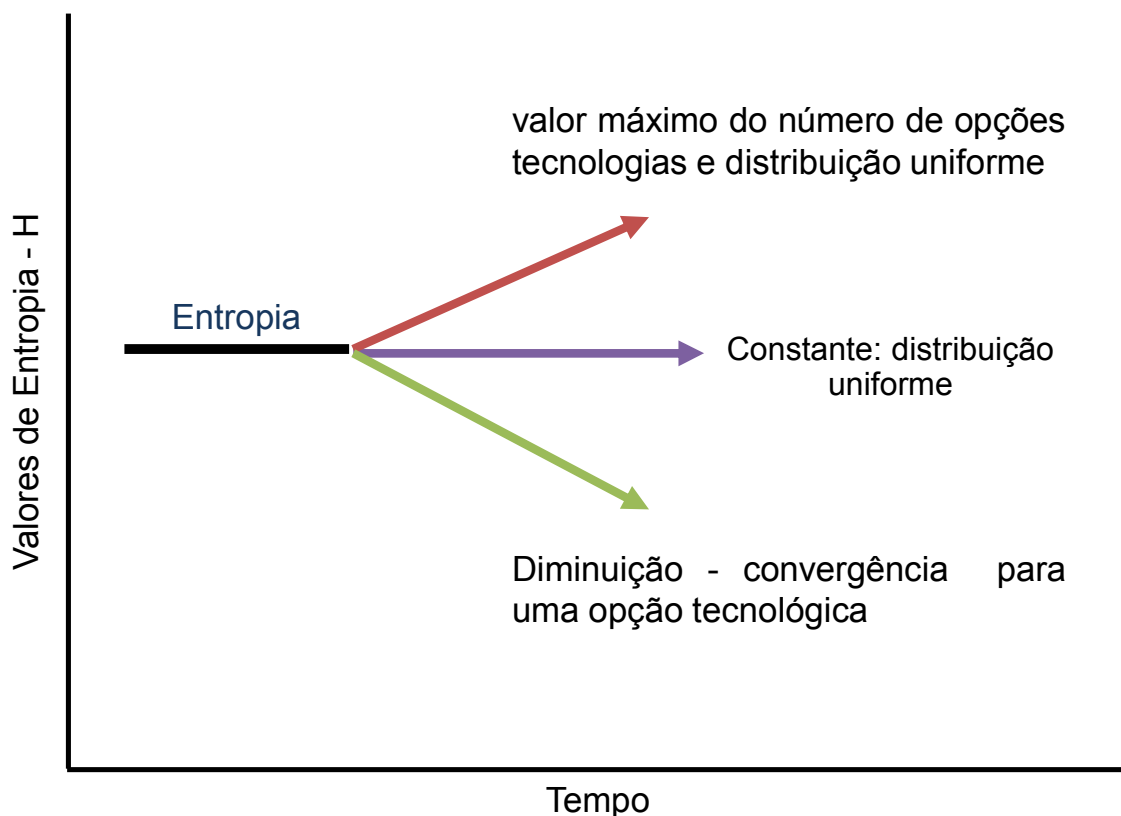 valor máximo do número de opções
tecnologias e distribuição uniforme
Valores de Entropia - H
Entropia
Constante: distribuição
uniforme
Diminuição - convergência para
uma opção tecnológica
Tempo